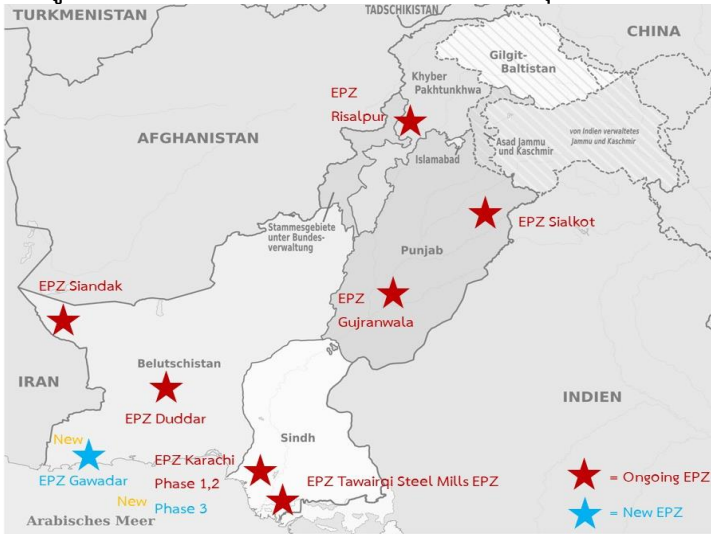 TURKMENISTAN
TADSCHIKISTAN
CHINA
Gilgit-
Baltistan
Khyber
Pakhtunkhwa
EPZ
Risalpur
AFGHANISTAN
Islamabad
Asad Jammu
und Kaschmir
von Indien verwaltetes
Jammu und Kaschmir
Stammesgebiete
unter Bundes-
verwaltung
EPZ Sialkot
Punjab
EPZ Siandak
EPZ
Gujranwala
Belutschistan
IRAN
INDIEN
EPZ Duddar
New
Sindh
EPZ Gawadar
EPZ Karachi
Phase 1,2
EPZ Tawairqi Steel Mills EPZ
= Ongoing EPZ
New
Phase 3
= New EPZ
Arabisches Meer